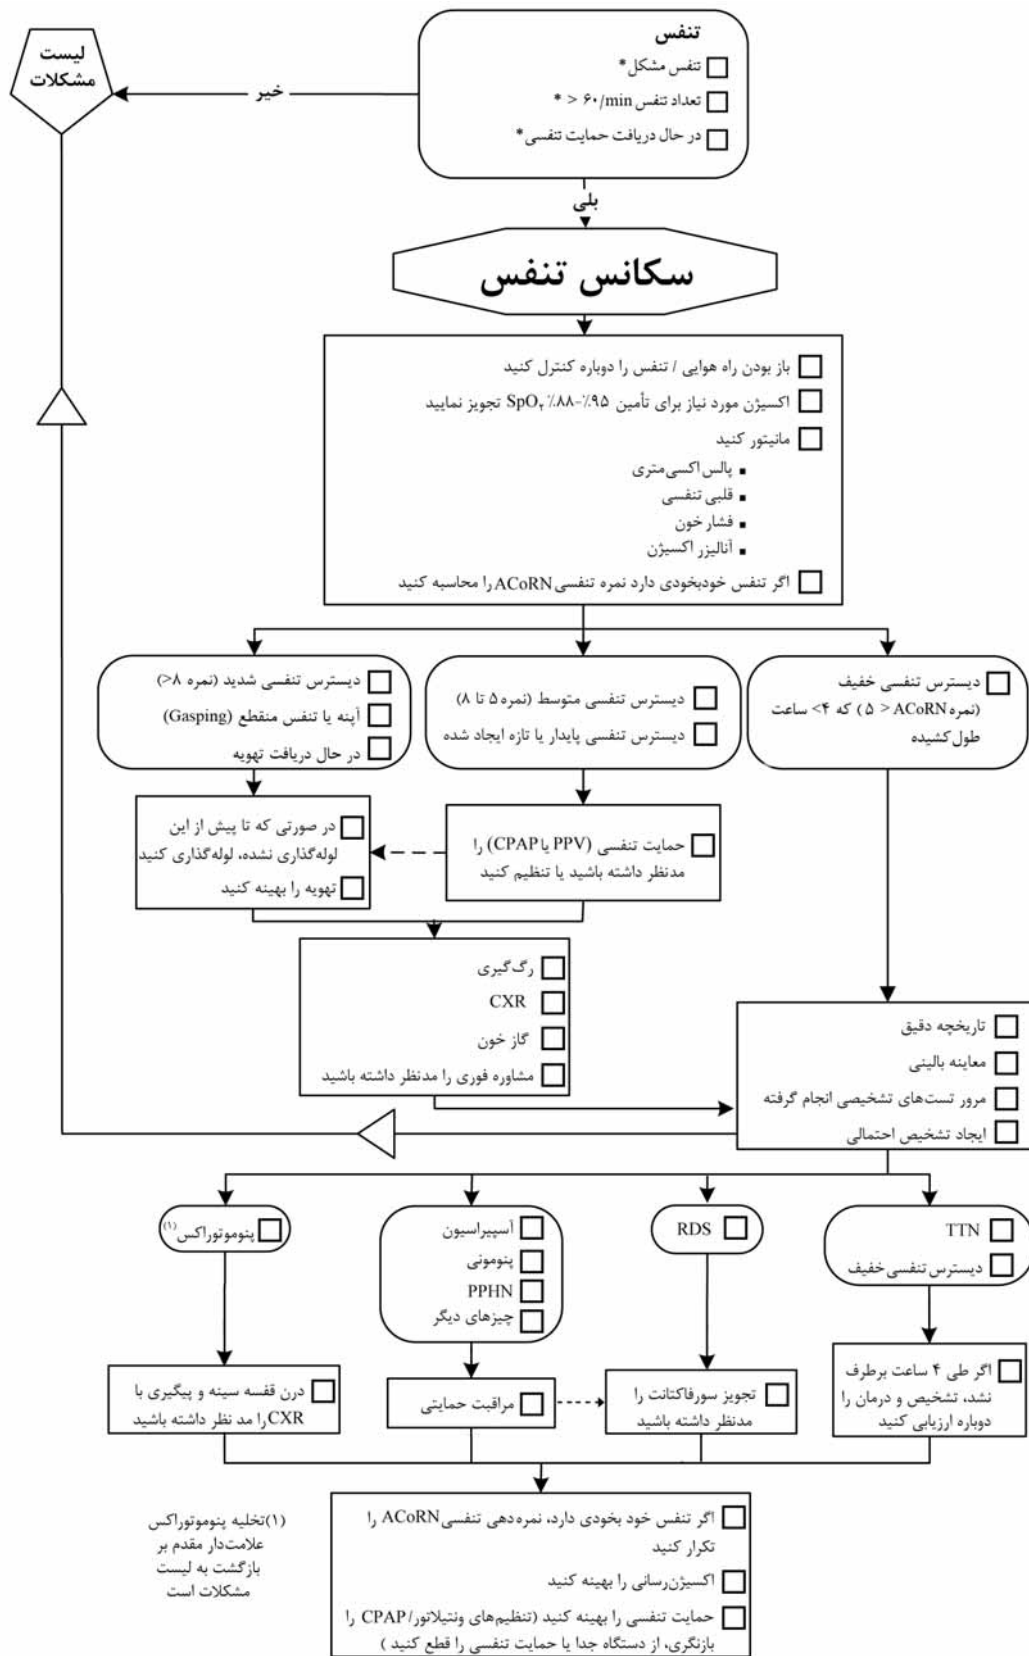 تنفس
تنفس مشکل*
تعداد تنفس ۶۰/min < *
در حال دریافت حمایت تنفسی*
خیر
لیست
مشکلات
بلی
سکانس تنفس
باز بودن راه هوایی / تنفس را دوباره کنترل کنید
اکسیژن مورد نیاز برای تأمین SpO₂ ٪۸۸-٪۹۵ تجویز نمایید
مانیتور کنید
▪ پالس اکسی‌متری
▪ قلبی تنفسی
▪ فشار خون
▪ آنالیزر اکسیژن
اگر تنفس خودبخودی دارد نمره تنفسی ACoRN را محاسبه کنید
دیسترس تنفسی خفیف
(نمره ACoRN < ۵) که ۴> ساعت
طول کشیده
دیسترس تنفسی متوسط (نمره ۵ تا ۸)
دیسترس تنفسی پایدار یا تازه ایجاد شده
دیسترس تنفسی شدید (نمره ۸<)
آپنه یا تنفس منقطع (Gasping)
در حال دریافت تهویه
حمایت تنفسی (PPV یا CPAP) را
مدنظر داشته باشید یا تنظیم کنید
در صورتی که تا پیش از این
لوله‌گذاری نشده، لوله‌گذاری کنید
تهویه را بهینه کنید
رگ‌گیری
CXR
گاز خون
مشاوره فوری را مدنظر داشته باشید
تاریخچه دقیق
معاینه بالینی
مرور تست‌های تشخیصی انجام گرفته
ایجاد تشخیص احتمالی
TTN
دیسترس تنفسی خفیف
RDS
آسپیراسیون
پنومونی
PPHN
چیزهای دیگر
پنوموتوراکس(۱)
اگر طی ۴ ساعت برطرف
نشد، تشخیص و درمان را
دوباره ارزیابی کنید
تجویز سورفاکتانت را
مدنظر داشته باشید
مراقبت حمایتی
درن قفسه سینه و پیگیری با
CXR را مد نظر داشته باشید
اگر تنفس خود بخودی دارد، نمره‌دهی تنفسی ACoRN را
تکرار کنید
اکسیژن‌رسانی را بهینه کنید
حمایت تنفسی را بهینه کنید (تنظیم‌های ونتیلاتور/CPAP را
بازنگری، از دستگاه جدا یا حمایت تنفسی را قطع کنید )
(۱)تخلیه پنوموتوراکس
علامت‌دار مقدم بر
بازگشت به لیست
مشکلات است